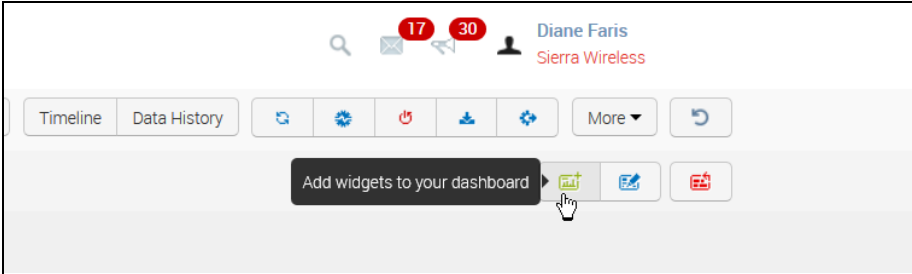 17
30
Diane Faris
Sierra Wireless
Timeline
Data History
More
Add widgets to your dashboard